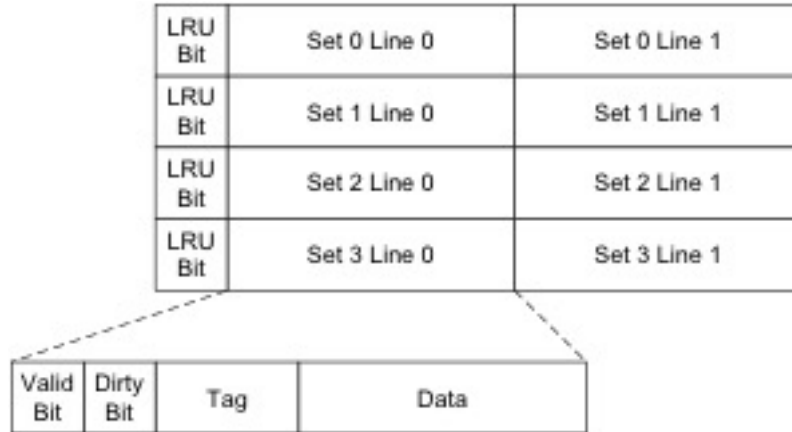 LRU Bit Set 0 Line 0 Set 0 Line 1
LRU Bit Set 1 Line 0 Set 1 Line 1
LRU Bit Set 2 Line 0 Set 2 Line 1
LRU Bit Set 3 Line 0 Set 3 Line 1
Valid Bit Dirty Bit Tag Data